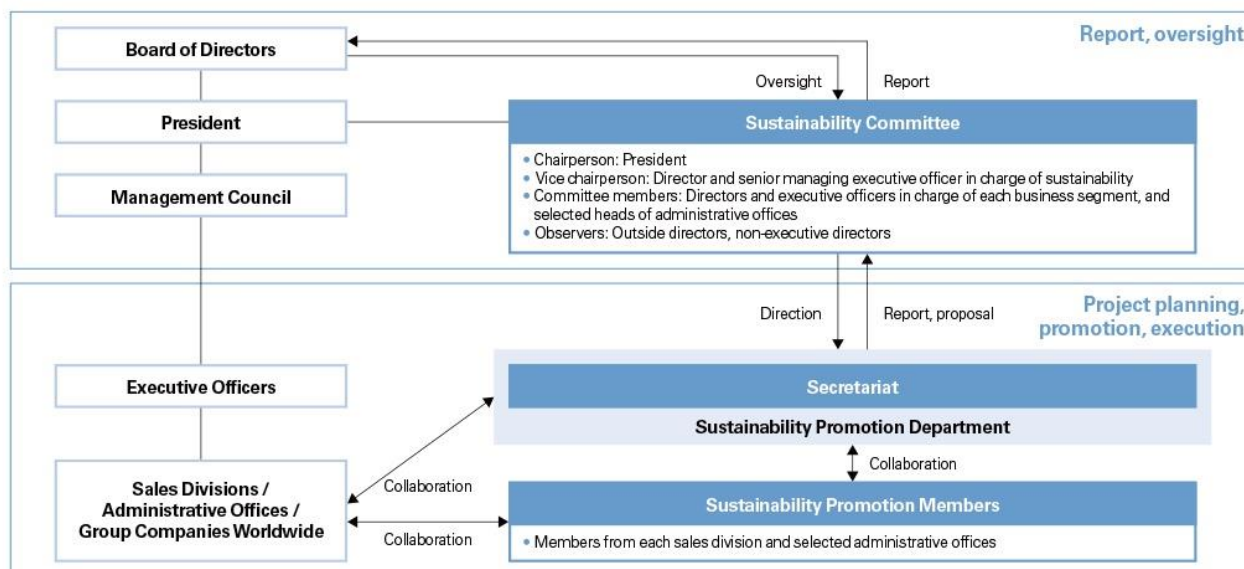 Report, oversight
Board of Directors
Oversight
Report
President
Sustainability Committee
• Chairperson: President
• Vice chairperson: Director and senior managing executive officer in charge of sustainability
• Committee members: Directors and executive officers in charge of each business segment, and
selected heads of administrative offices
• Observers: Outside directors, non-executive directors
Management Council
Project planning,
promotion, execution
Direction
Report, proposal
Executive Officers
Secretariat
Sustainability Promotion Department
Collaboration
Collaboration
Sales Divisions /
Administrative Offices /
Group Companies Worldwide
Collaboration
Sustainability Promotion Members
• Members from each sales division and selected administrative offices